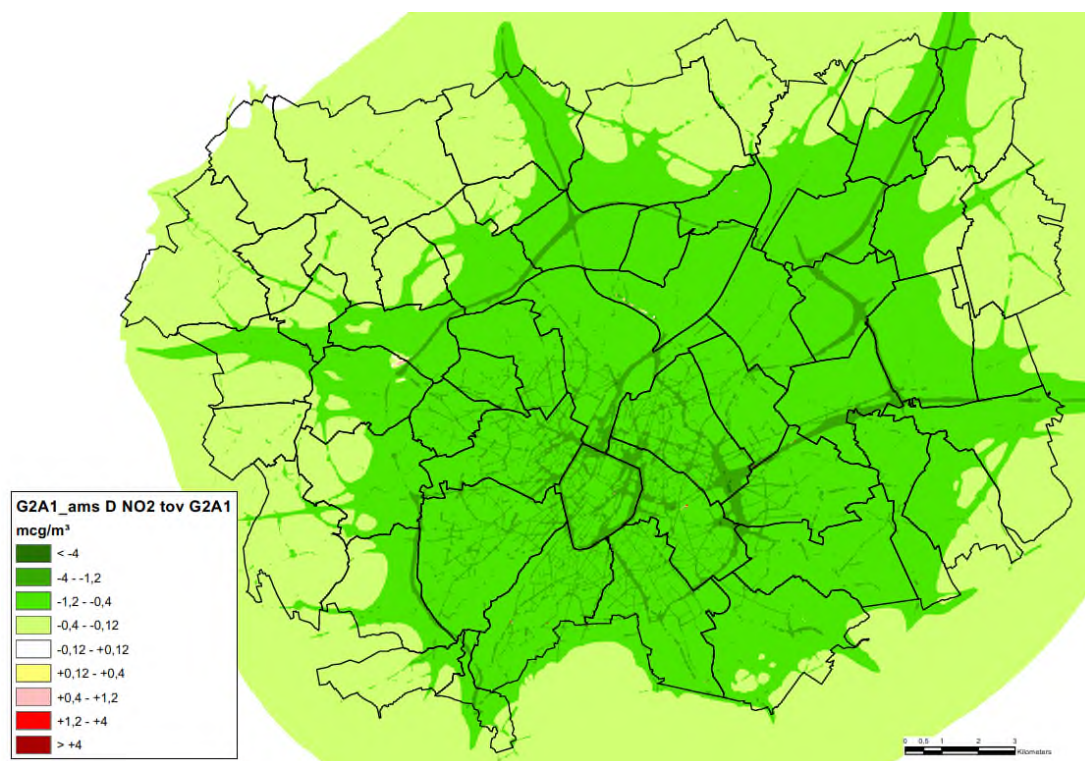 G2A1_ams D NO2 tov G2A1
mcg/m³
< -4
-4 - -1,2
-1,2 - -0,4
-0,4 - -0,12
-0,12 - +0,12
+0,12 - +0,4
+0,4 - +1,2
+1,2 - +4
> +4
0 0,5 1 2 3
Kilometers